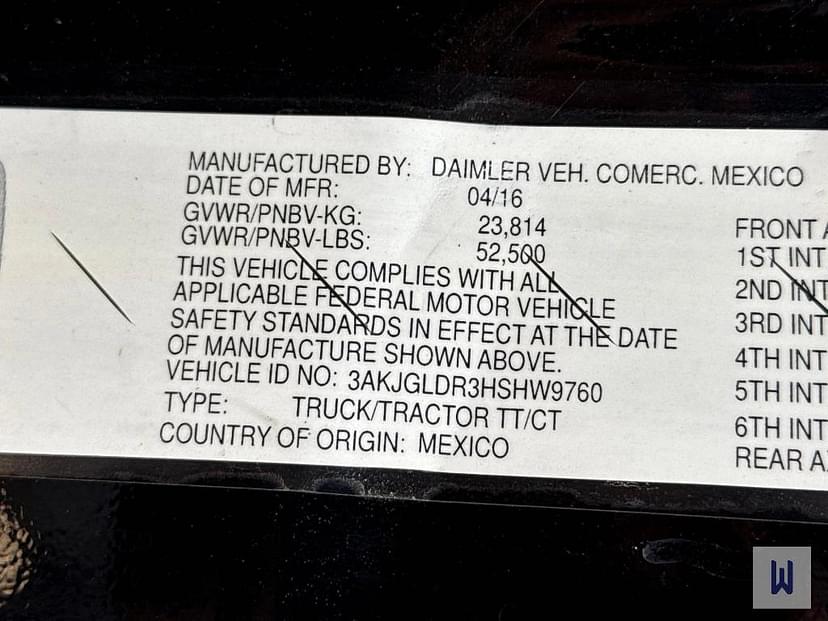 MANUFACTURED BY: DAIMLER VEH. COMERC. MEXICO
DATE OF MFR: 04/16
GVWR/PNBV-KG: 23,814
GVWR/PNBV-LBS: 52,500
THIS VEHICLE COMPLIES WITH ALL
APPLICABLE FEDERAL MOTOR VEHICLE
SAFETY STANDARDS IN EFFECT AT THE DATE
OF MANUFACTURE SHOWN ABOVE.
VEHICLE ID NO: 3AKJGLDR3HSHW9760
TYPE: TRUCK/TRACTOR TT/CT
COUNTRY OF ORIGIN: MEXICO
FRONT A
1ST INT
2ND INT
3RD INT
4TH INT
5TH INT
6TH INT
REAR AX
W